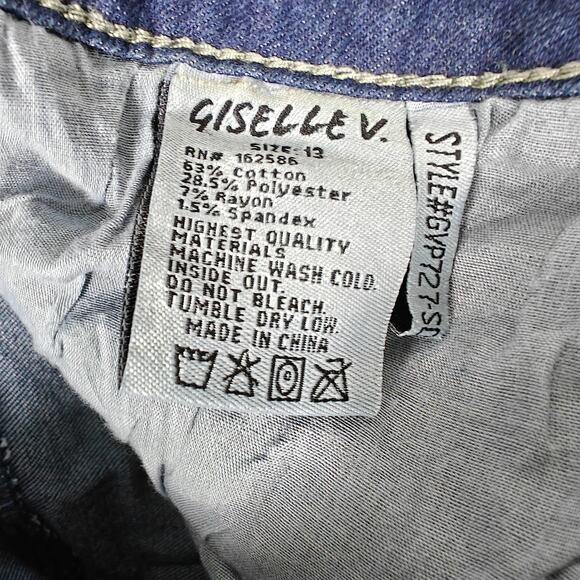 GISELLE V.
SIZE: 13
RN# 162586
63% Cotton
28.5% Polyester
7% Rayon
1.5% Spandex
HIGHEST QUALITY
MATERIALS
MACHINE WASH COLD.
INSIDE OUT.
DO NOT BLEACH.
TUMBLE DRY LOW.
MADE IN CHINA
STYLE#GVP727-